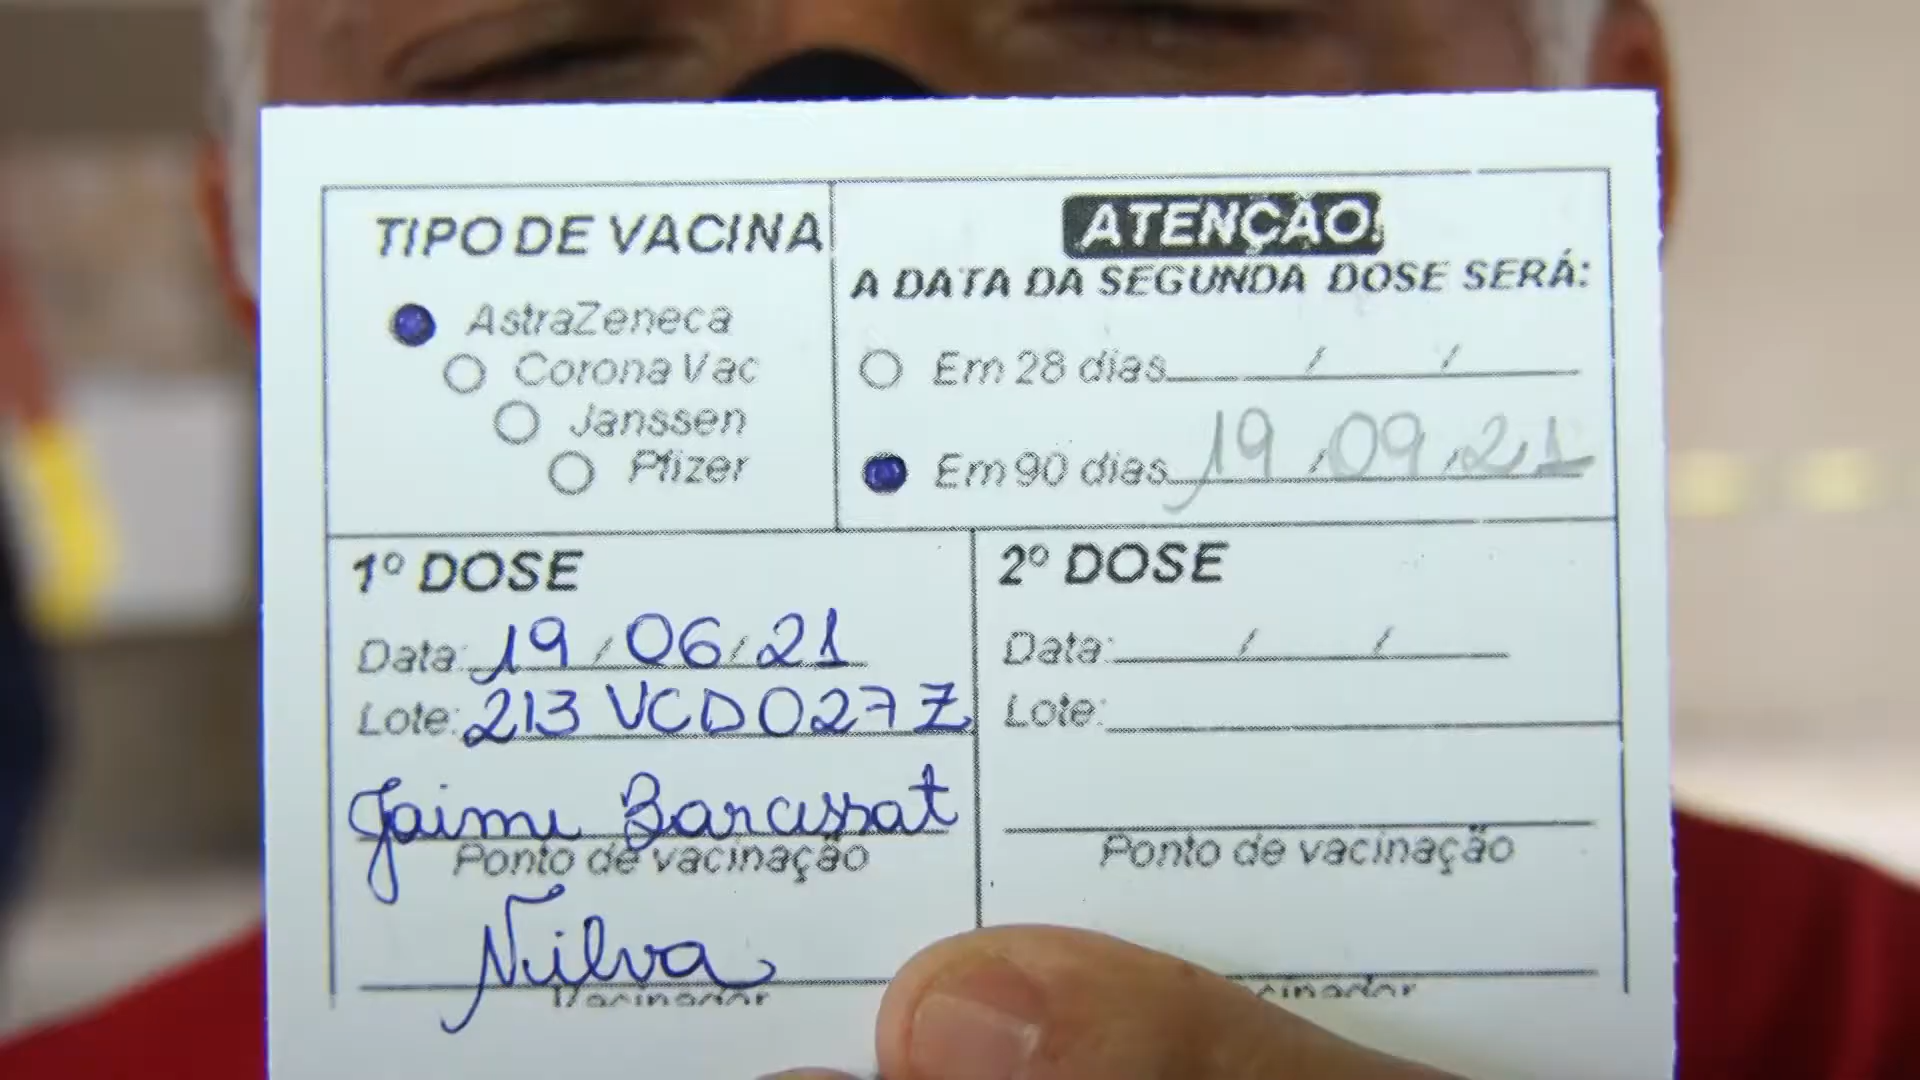 TIPO DE VACINA
AstraZeneca
Corona Vac
Janssen
Pfizer
ATENÇÃO!
A DATA DA SEGUNDA DOSE SERÁ:
Em 28 dias / /
Em 90 dias 19/09/21
1º DOSE
Data: 19/06/21
Lote: 213 VCD027Z
Jaime
Ponto de vacinação
Nilva
Vacinador
2º DOSE
Data: / /
Lote:
Ponto de vacinação